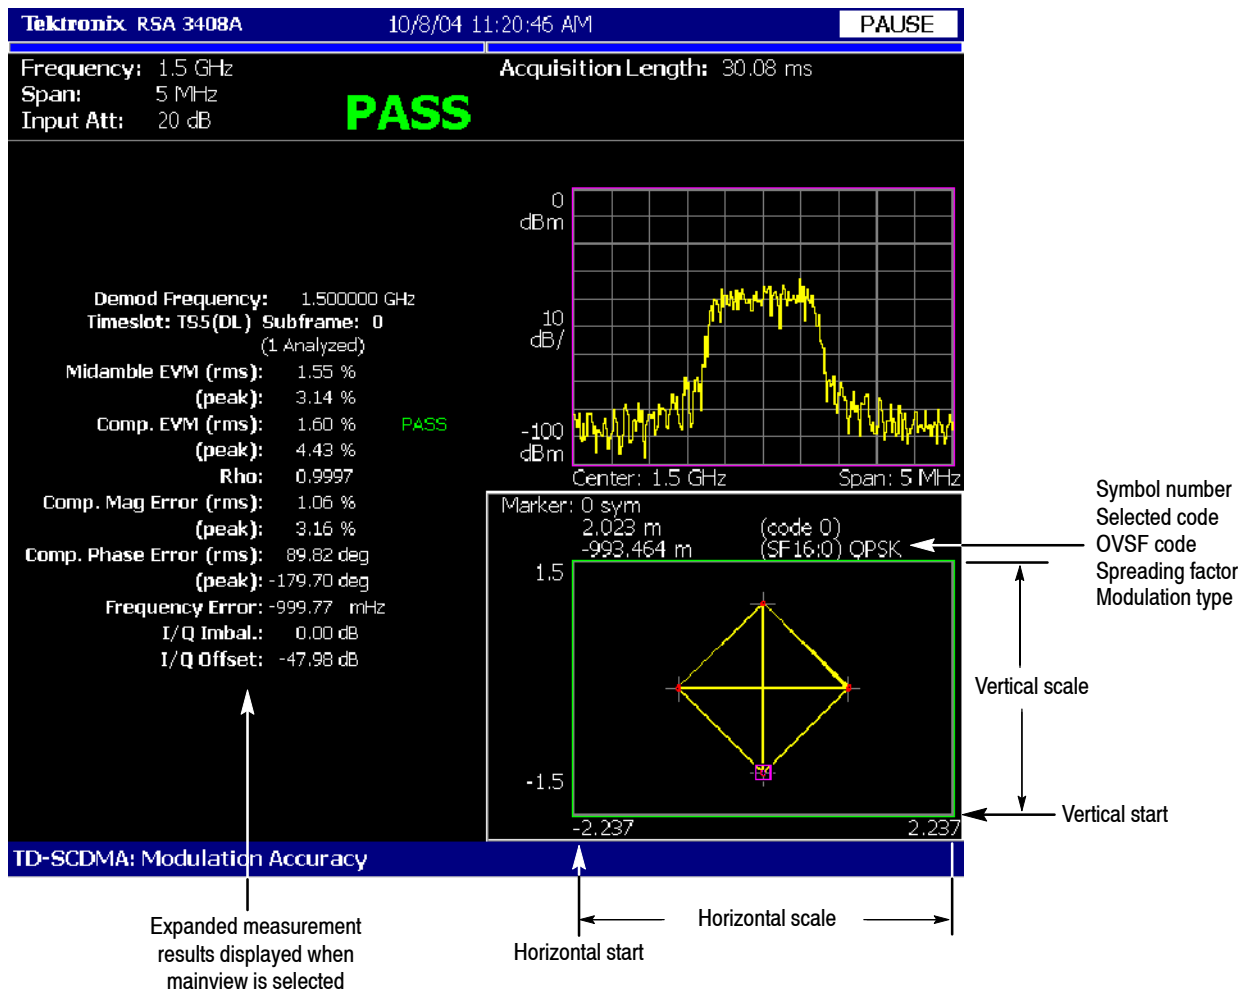 Tektronix RSA 3408A 10/8/04 11:20:46 AM PAUSE
Frequency: 1.5 GHz Acquisition Length: 30.08 ms
Span: 5 MHz
Input Att: 20 dB
PASS
0
dBm
10
dB/
-100
dBm
Center: 1.5 GHz Span: 5 MHz
Demod Frequency: 1.500000 GHz
Timeslot: TS5(DL) Subframe: 0
(1 Analyzed)
Midamble EVM (rms): 1.55 %
(peak): 3.14 %
Comp. EVM (rms): 1.60 % PASS
(peak): 4.43 %
Rho: 0.9997
Comp. Mag Error (rms): 1.06 %
(peak): 3.16 %
Comp. Phase Error (rms): 89.82 deg
(peak): -179.70 deg
Frequency Error: -999.77 mHz
I/Q Imbal.: 0.00 dB
I/Q Offset: -47.98 dB
Marker: 0 sym
2.023 m (code 0)
-993.464 m (SF16:0) QPSK
1.5
-1.5
-2.237 2.237
Symbol number
Selected code
OVSF code
Spreading factor
Modulation type
Vertical scale
Vertical start
TD-SCDMA: Modulation Accuracy
Expanded measurement
results displayed when
mainview is selected
Horizontal start
Horizontal scale